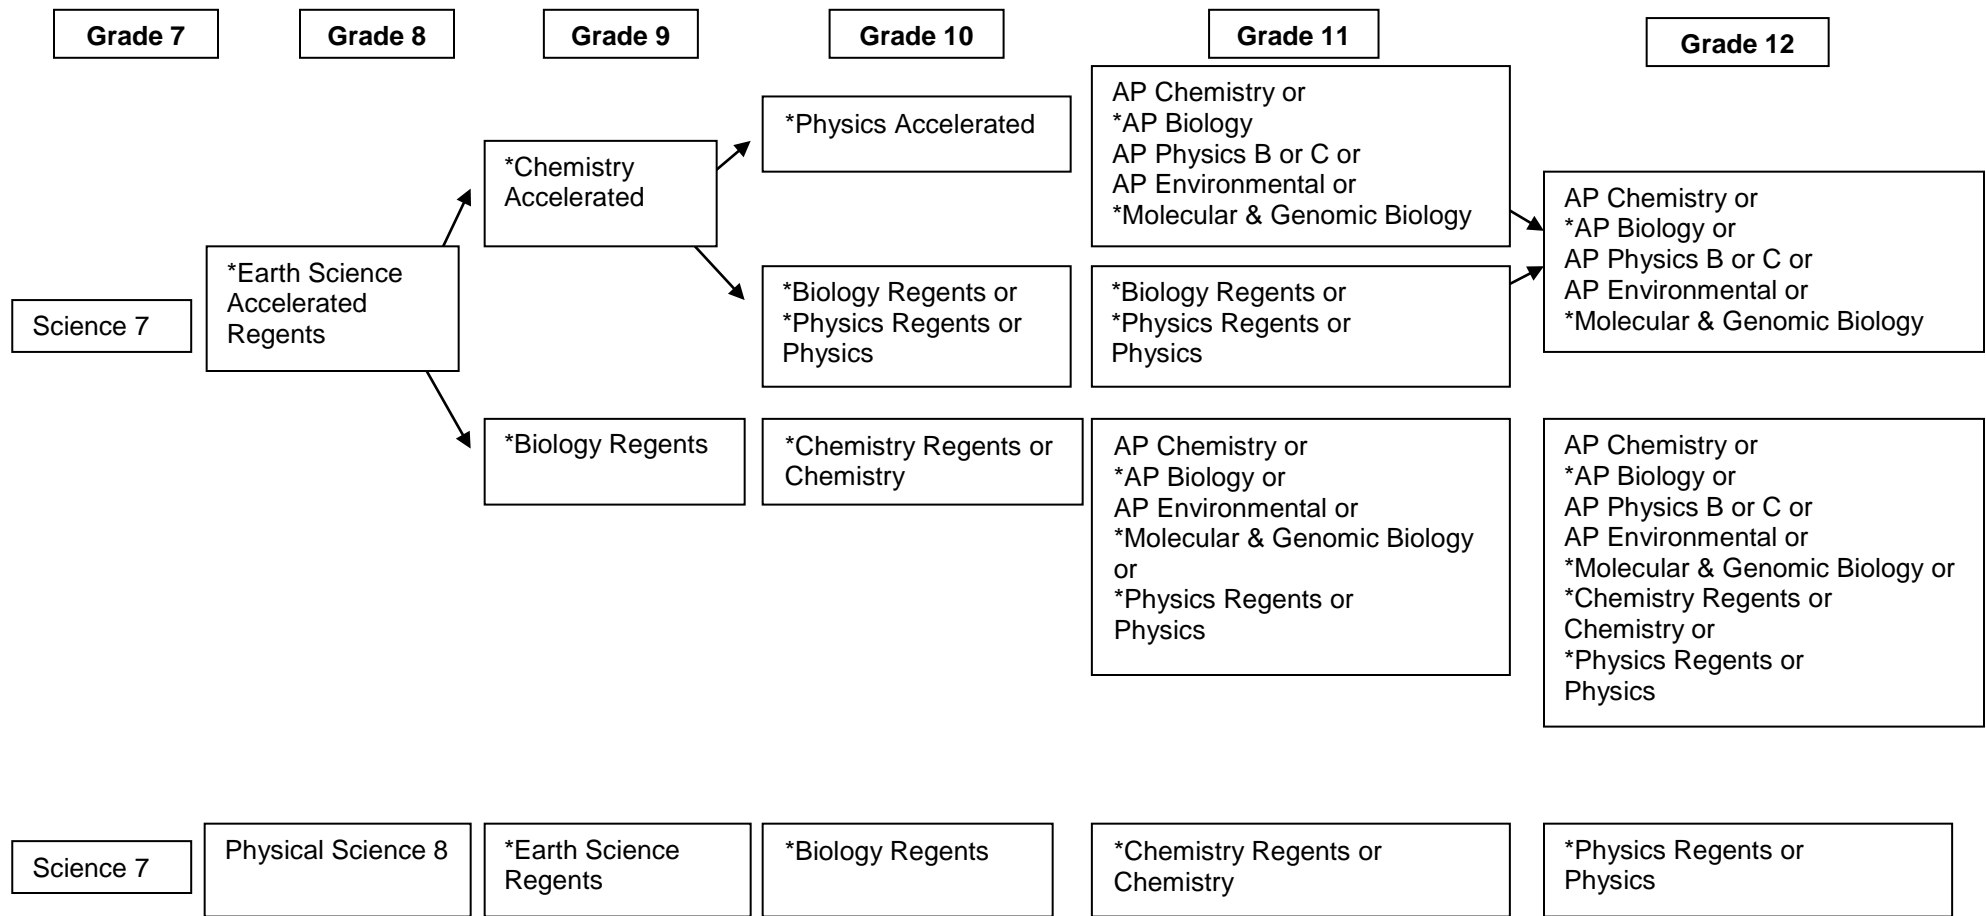 Grade 7
Grade 8
Grade 9
Grade 10
Grade 11
Grade 12
Science 7
*Earth Science
Accelerated
Regents
*Chemistry
Accelerated
*Physics Accelerated
AP Chemistry or
*AP Biology
AP Physics B or C or
AP Environmental or
*Molecular & Genomic Biology
AP Chemistry or
*AP Biology or
AP Physics B or C or
AP Environmental or
*Molecular & Genomic Biology
*Biology Regents or
*Physics Regents or
Physics
*Biology Regents or
*Physics Regents or
Physics
*Biology Regents
*Chemistry Regents or
Chemistry
AP Chemistry or
*AP Biology or
AP Environmental or
*Molecular & Genomic Biology
or
*Physics Regents or
Physics
AP Chemistry or
*AP Biology or
AP Physics B or C or
AP Environmental or
*Molecular & Genomic Biology or
*Chemistry Regents or
Chemistry or
*Physics Regents or
Physics
Science 7
Physical Science 8
*Earth Science
Regents
*Biology Regents
*Chemistry Regents or
Chemistry
*Physics Regents or
Physics